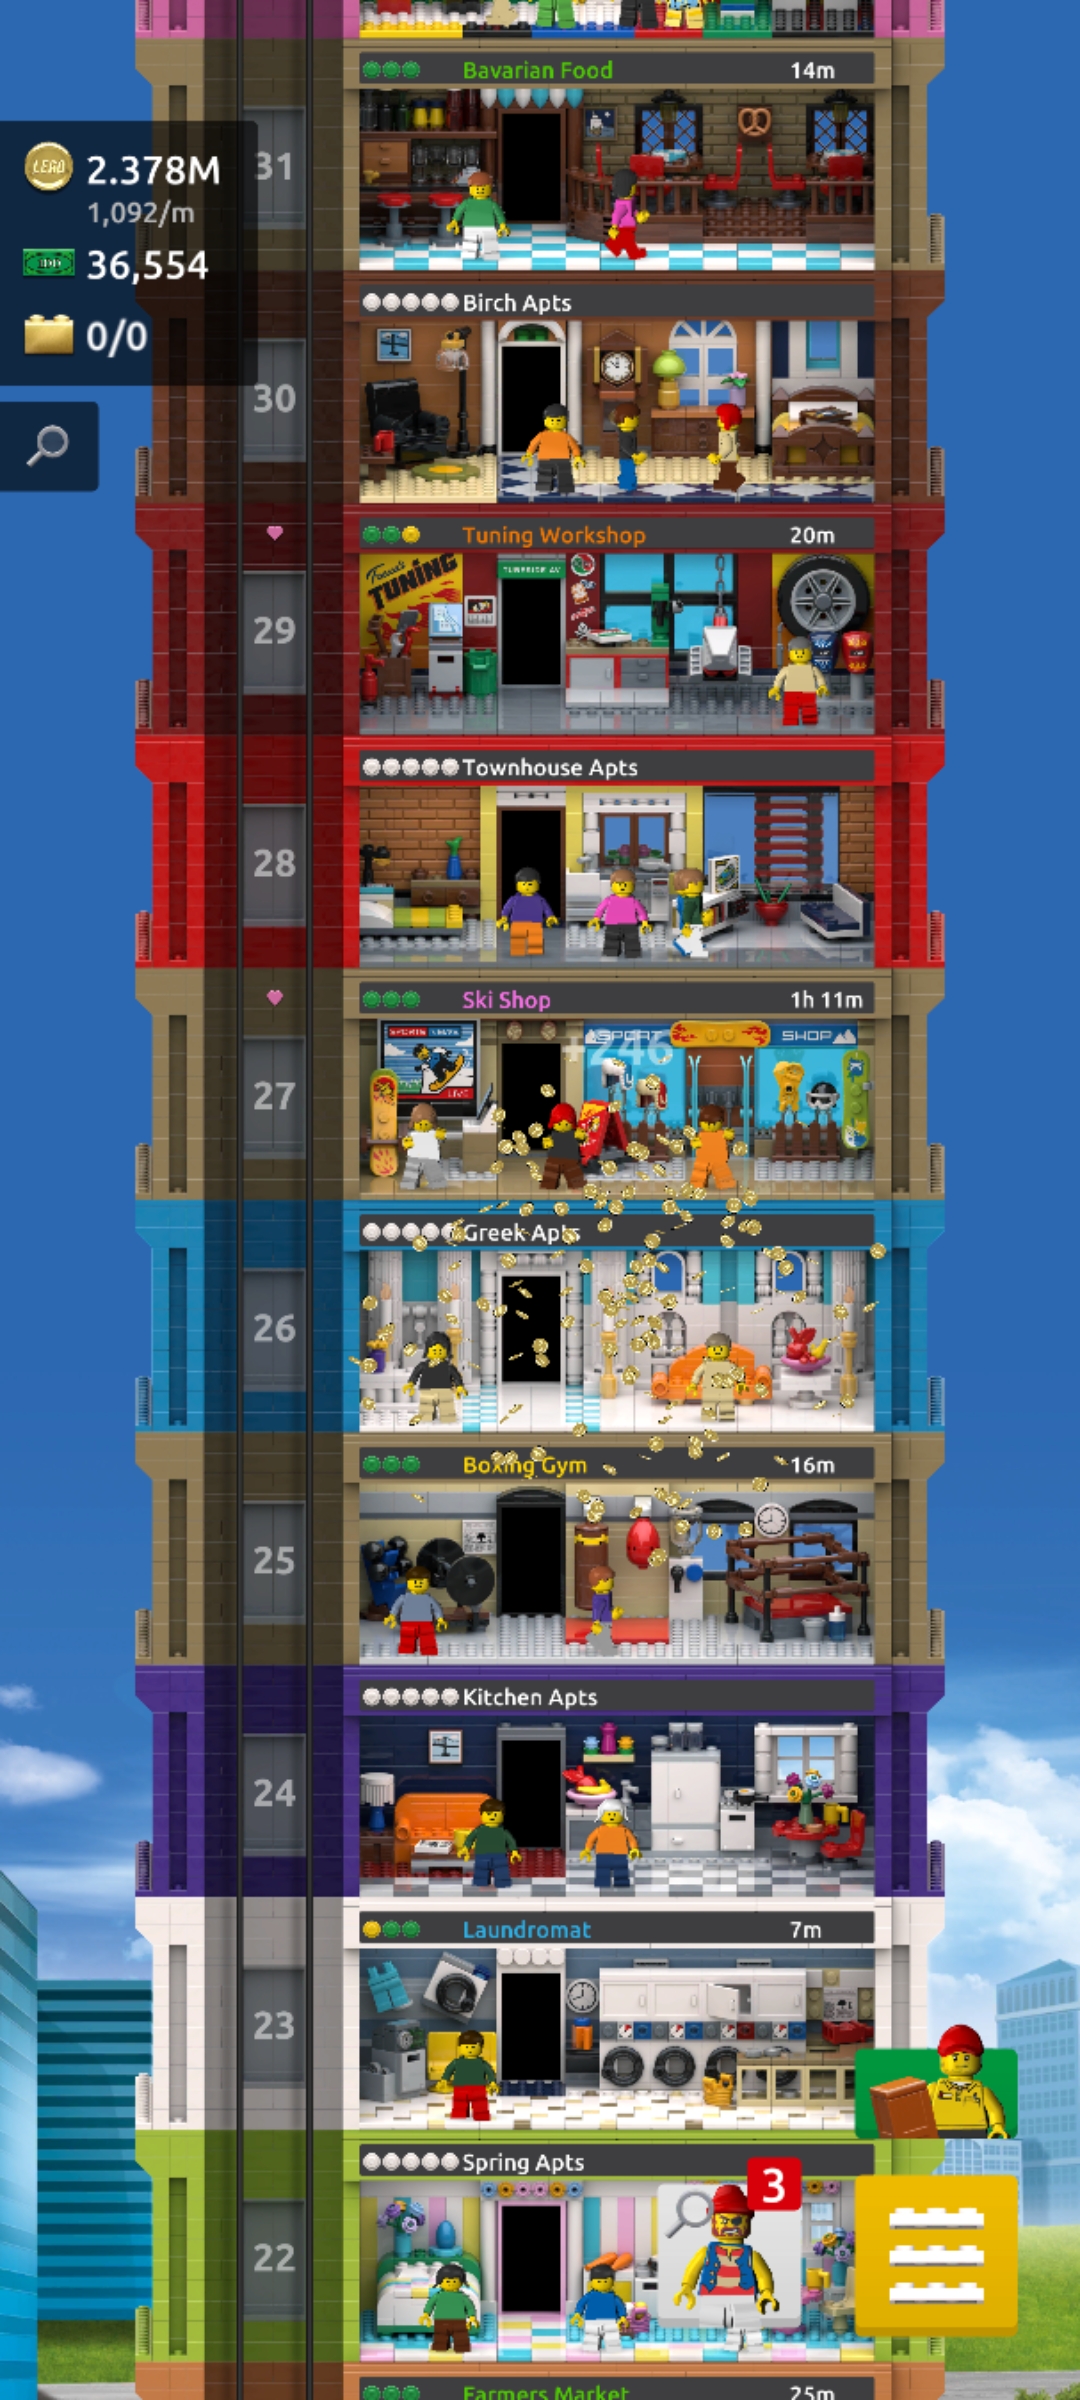 Bavarian Food 14m
31
LEGO 2.378M
1,092/m
36,554
0/0
Birch Apts
30
Tuning Workshop 20m
TUNING
29
Townhouse Apts
28
Ski Shop 1h 11m
SPORT SHOP
+246
LIVE
27
Greek Apts
26
Boxing Gym 16m
25
Kitchen Apts
24
Laundromat 7m
23
Spring Apts
3
22
Farmers Market 25m